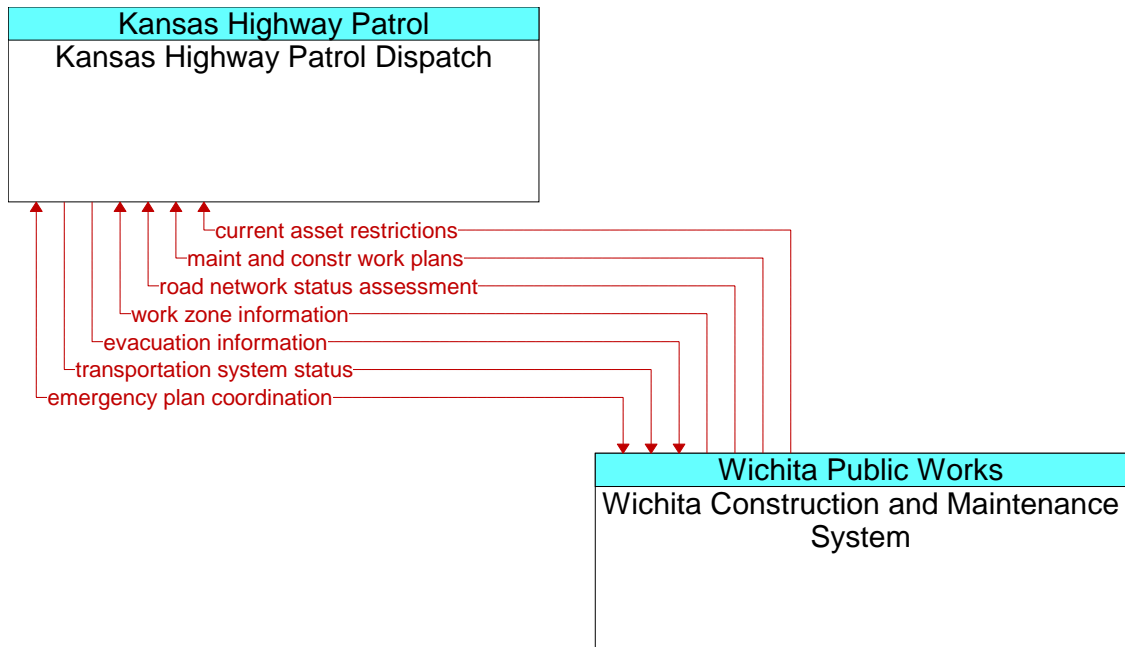 Kansas Highway Patrol
Kansas Highway Patrol Dispatch
current asset restrictions
maint and constr work plans
road network status assessment
work zone information
evacuation information
transportation system status
emergency plan coordination
Wichita Public Works
Wichita Construction and Maintenance
System